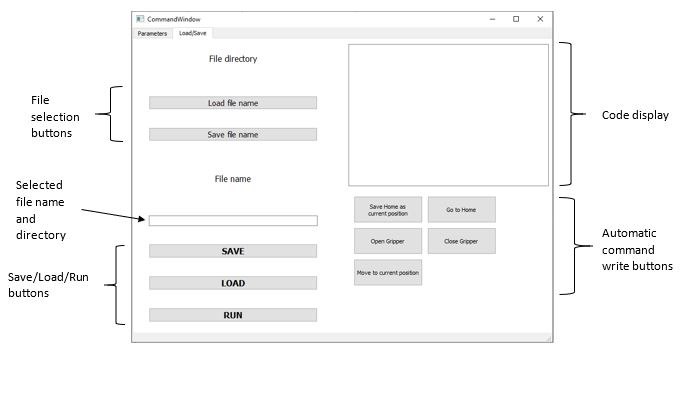 CommandWindow
Parameters
Load/Save
File directory
Load file name
Save file name
File name
SAVE
LOAD
RUN
Save Home as
current position
Go to Home
Open Gripper
Close Gripper
Move to current position
File
selection
buttons
Selected
file name
and
directory
Save/Load/Run
buttons
Code display
Automatic
command
write buttons